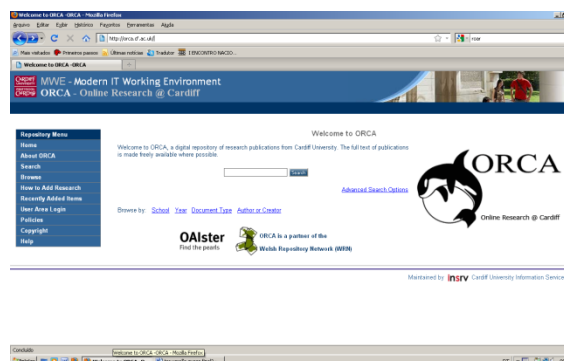 Welcome to ORCA - ORCA - Mozilla Firefox
Arquivo Editar Exibir Histórico Favoritos Ferramentas Ajuda
http://orca.cf.ac.uk/
roar
Mais visitados Primeiros passos Últimas notícias Tradutor I ENCONTRO NACIO...
Welcome to ORCA - ORCA
CARDIFF UNIVERSITY
MWE - Modern IT Working Environment
ORCA - Online Research @ Cardiff
Repository Menu
Home
About ORCA
Search
Browse
How to Add Research
Recently Added Items
User Area Login
Policies
Copyright
Help
Welcome to ORCA
Welcome to ORCA, a digital repository of research publications from Cardiff University. The full text of publications
is made freely available where possible.
Search
Advanced Search Options
Browse by: School Year Document Type Author or Creator
OAIster
Find the pearls
ORCA is a partner of the
Welsh Repository Network (WRN)
ORCA
Online Research @ Cardiff
Maintained by insrv Cardiff University Information Service
Concluído
Welcome to ORCA - ORCA - Mozilla Firefox